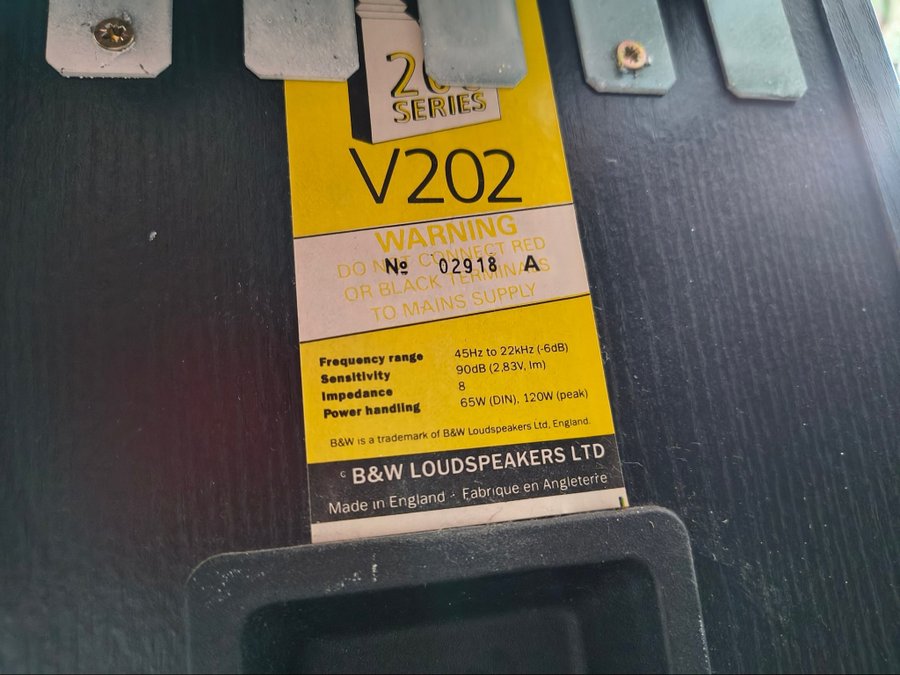 SERIES
V202
WARNING
DO NOT CONNECT RED
Nº 02918 A
OR BLACK TERMINALS
TO MAINS SUPPLY
Frequency range 45Hz to 22kHz (-6dB)
Sensitivity 90dB (2.83V, lm)
Impedance 8
Power handling 65W (DIN), 120W (peak)
B&W is a trademark of B&W Loudspeakers Ltd, England.
c B&W LOUDSPEAKERS LTD
Made in England - Fabrique en Angleterre